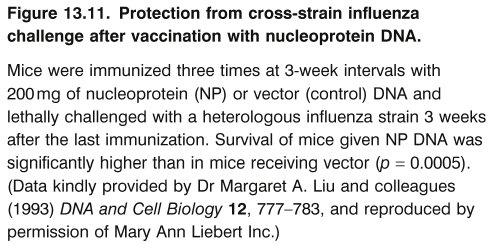 Figure 13.11. Protection from cross-strain influenza
challenge after vaccination with nucleoprotein DNA.
Mice were immunized three times at 3-week intervals with
200 mg of nucleoprotein (NP) or vector (control) DNA and
lethally challenged with a heterologous influenza strain 3 weeks
after the last immunization. Survival of mice given NP DNA was
significantly higher than in mice receiving vector (p = 0.0005).
(Data kindly provided by Dr Margaret A. Liu and colleagues
(1993) DNA and Cell Biology 12, 777–783, and reproduced by
permission of Mary Ann Liebert Inc.)